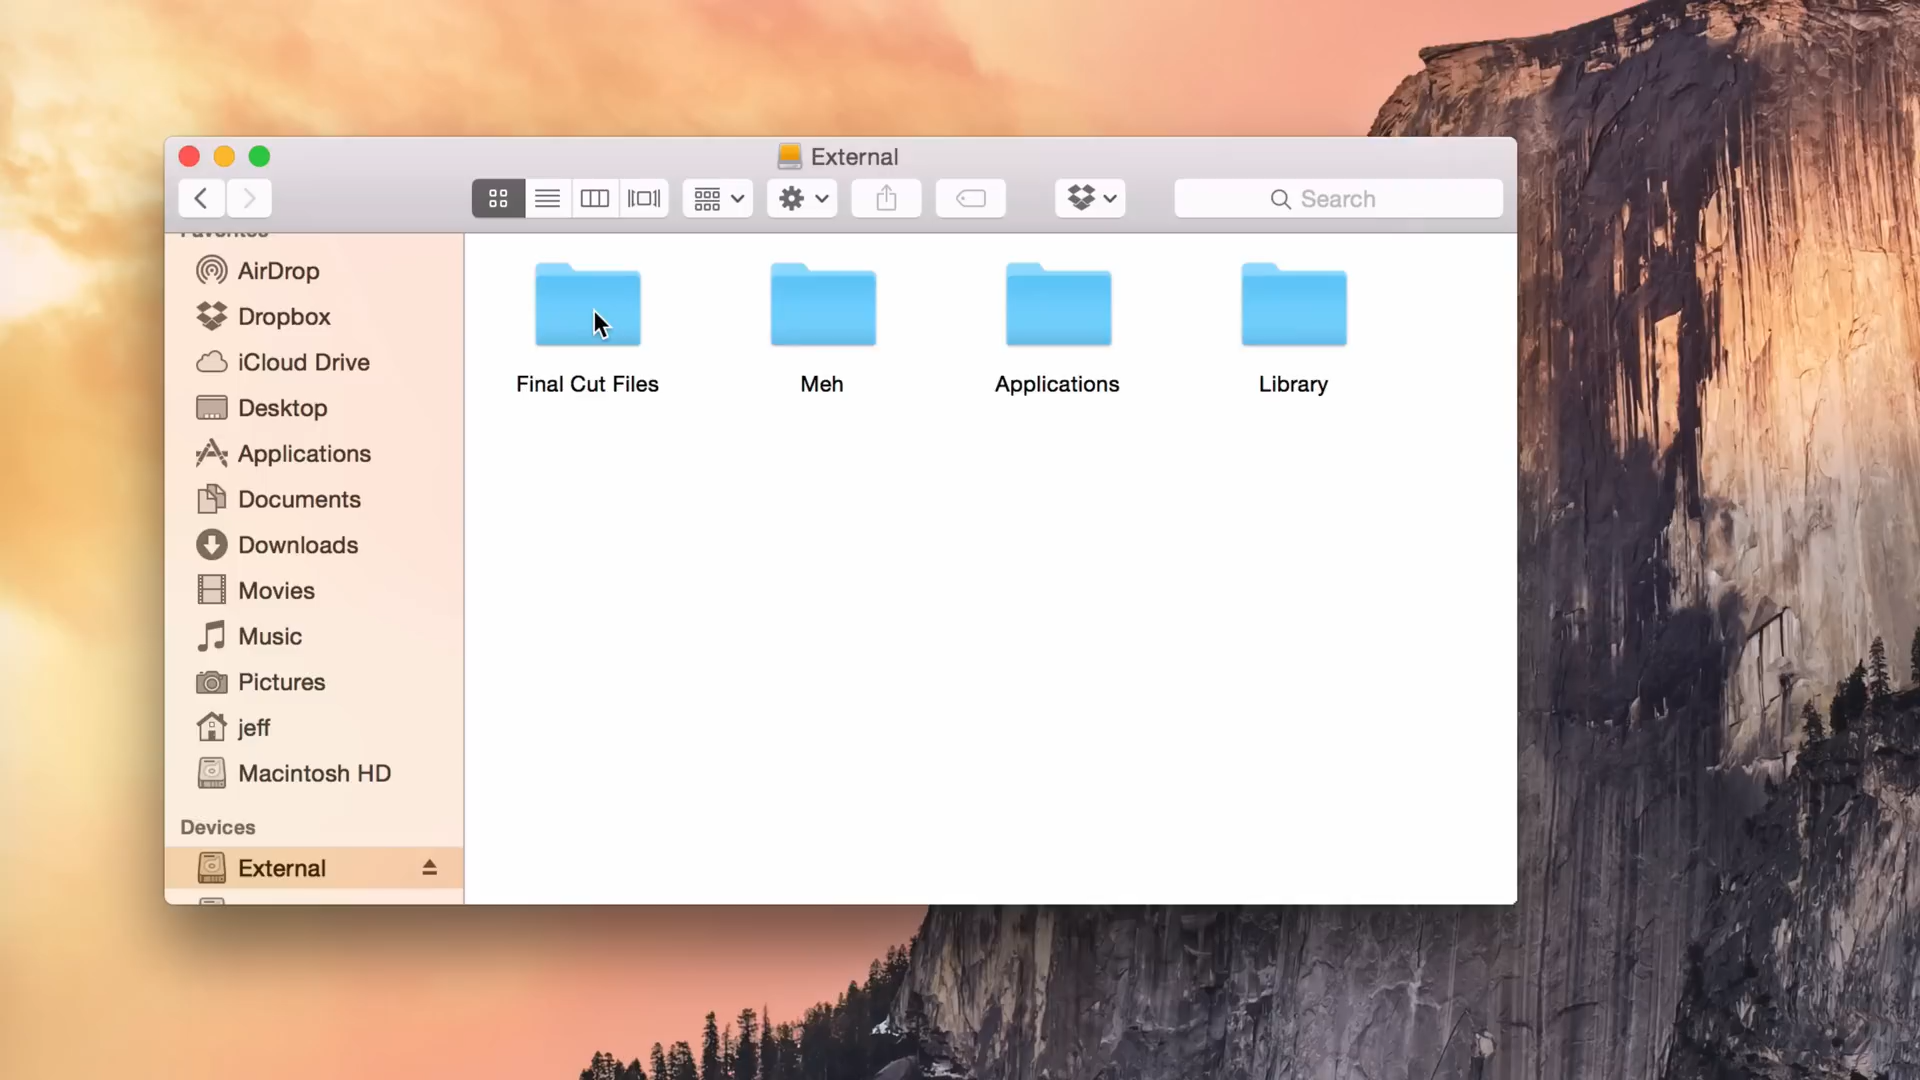 External
Search
Favorites
AirDrop
Dropbox
iCloud Drive
Desktop
Applications
Documents
Downloads
Movies
Music
Pictures
jeff
Macintosh HD
Devices
External
Final Cut Files
Meh
Applications
Library